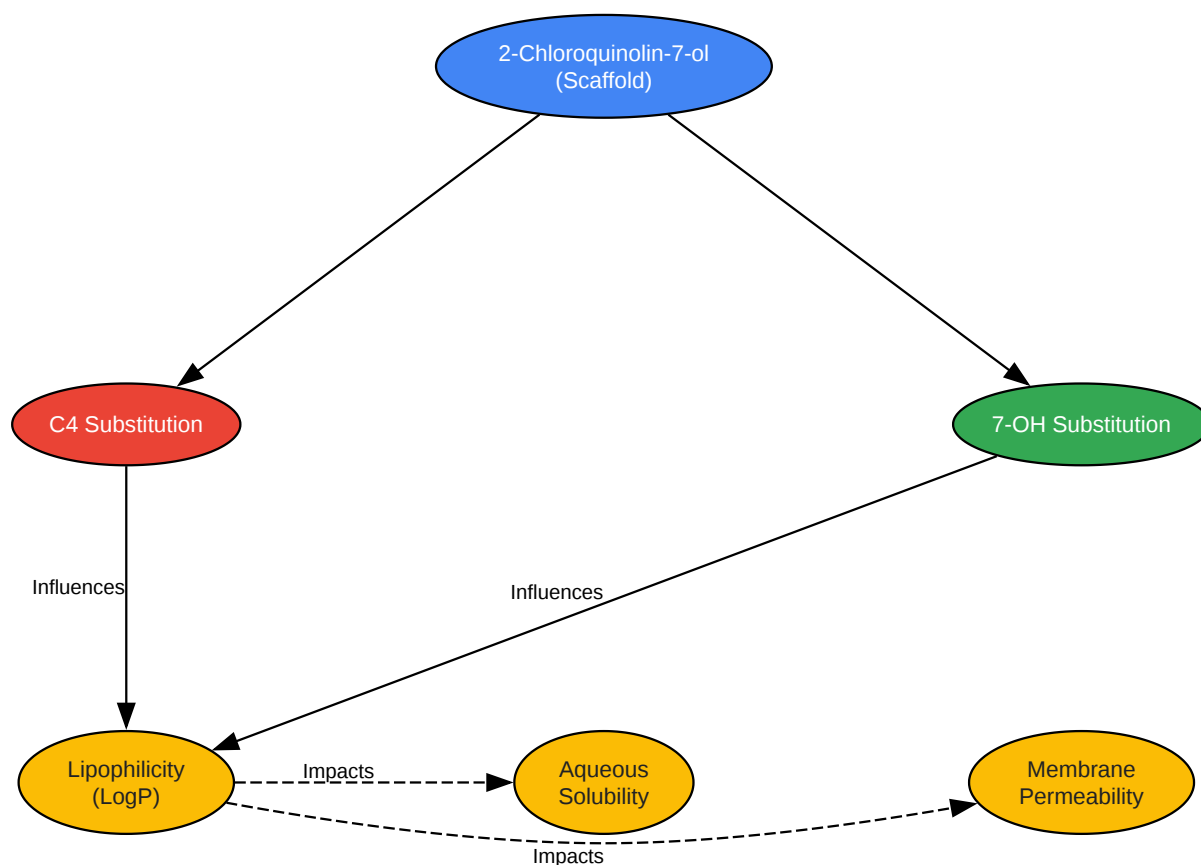 2-Chloroquinolin-7-ol
(Scaffold)
C4 Substitution
7-OH Substitution
Influences
Influences
Lipophilicity
(LogP)
Impacts
Aqueous
Solubility
Membrane
Permeability
Impacts